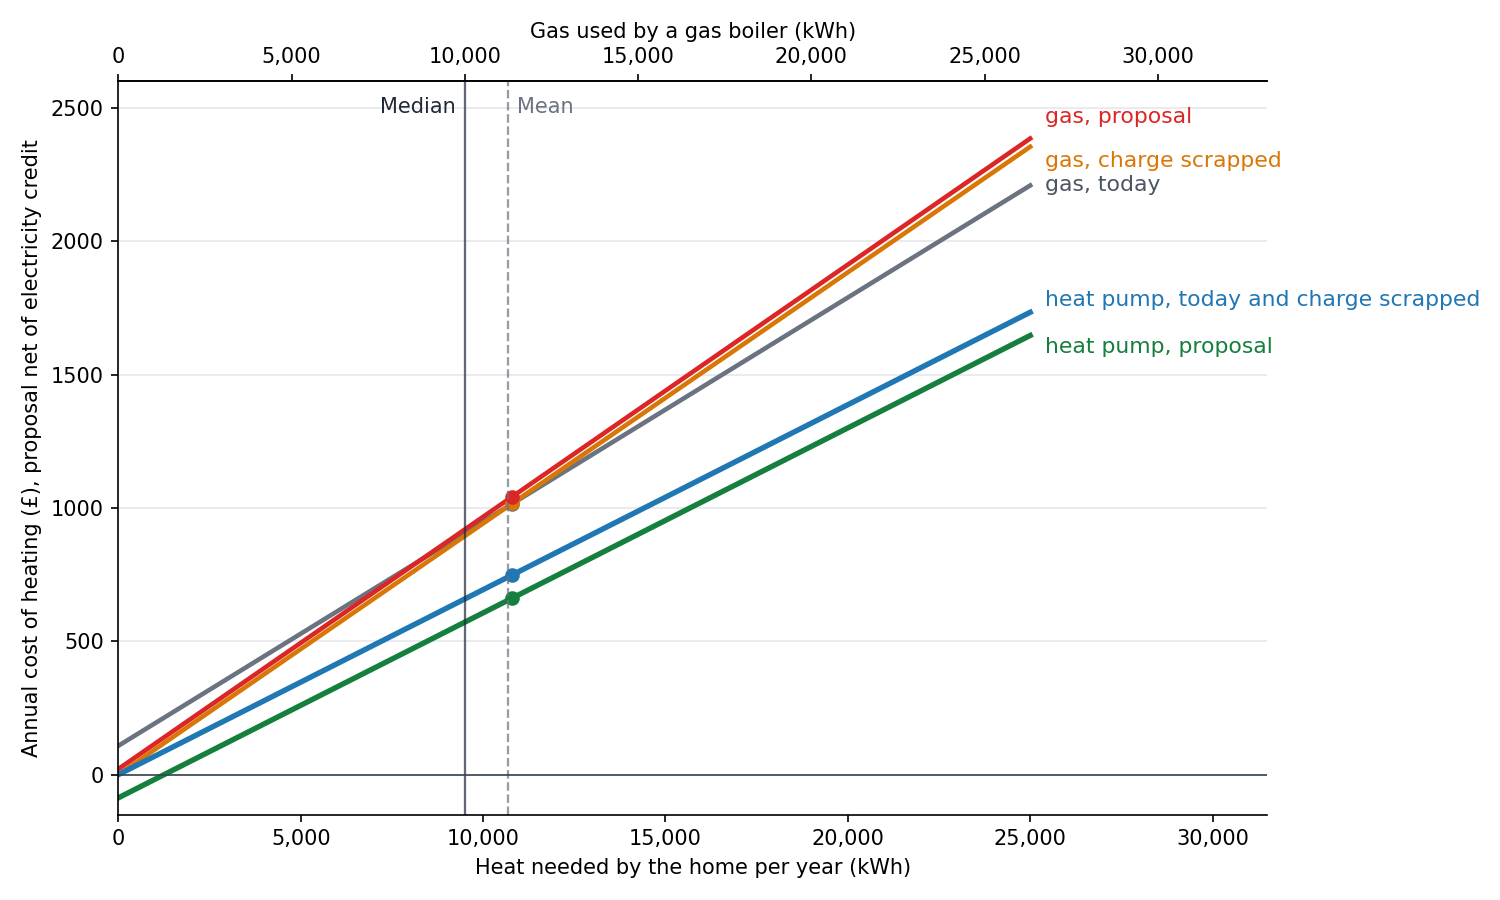 Gas used by a gas boiler (kWh)
0 5,000 10,000 15,000 20,000 25,000 30,000
Median Mean
2500
2000
1500
1000
500
0
Annual cost of heating (£), proposal net of electricity credit
gas, proposal
gas, charge scrapped
gas, today
heat pump, today and charge scrapped
heat pump, proposal
0 5,000 10,000 15,000 20,000 25,000 30,000
Heat needed by the home per year (kWh)